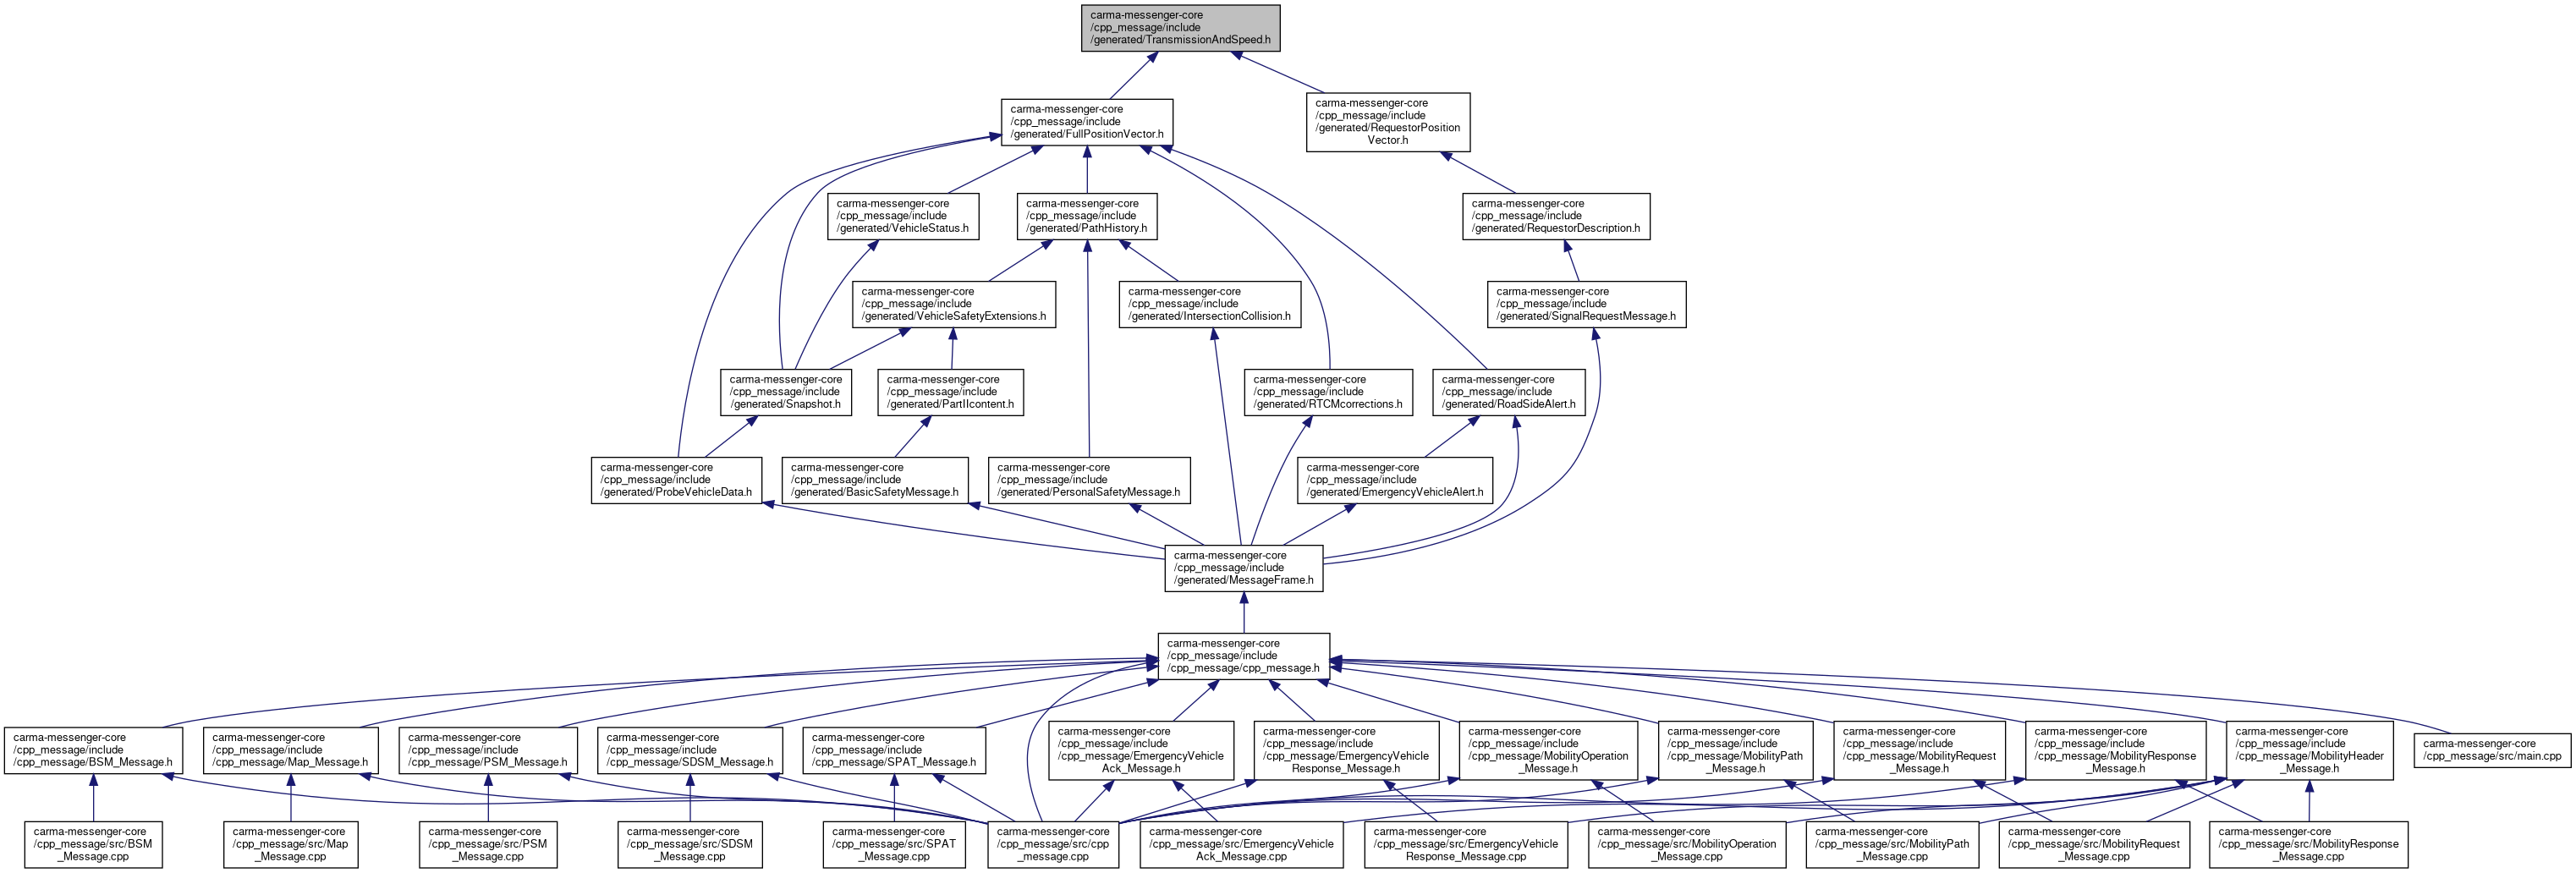 carma-messenger-core
/cpp_message/include
/generated/TransmissionAndSpeed.h
carma-messenger-core
/cpp_message/include
/generated/FullPositionVector.h
carma-messenger-core
/cpp_message/include
/generated/RequestorPosition
Vector.h
carma-messenger-core
/cpp_message/include
/generated/VehicleStatus.h
carma-messenger-core
/cpp_message/include
/generated/PathHistory.h
carma-messenger-core
/cpp_message/include
/generated/RequestorDescription.h
carma-messenger-core
/cpp_message/include
/generated/VehicleSafetyExtensions.h
carma-messenger-core
/cpp_message/include
/generated/IntersectionCollision.h
carma-messenger-core
/cpp_message/include
/generated/SignalRequestMessage.h
carma-messenger-core
/cpp_message/include
/generated/Snapshot.h
carma-messenger-core
/cpp_message/include
/generated/PartIIcontent.h
carma-messenger-core
/cpp_message/include
/generated/RTCMcorrections.h
carma-messenger-core
/cpp_message/include
/generated/RoadSideAlert.h
carma-messenger-core
/cpp_message/include
/generated/ProbeVehicleData.h
carma-messenger-core
/cpp_message/include
/generated/BasicSafetyMessage.h
carma-messenger-core
/cpp_message/include
/generated/PersonalSafetyMessage.h
carma-messenger-core
/cpp_message/include
/generated/EmergencyVehicleAlert.h
carma-messenger-core
/cpp_message/include
/generated/MessageFrame.h
carma-messenger-core
/cpp_message/include
/cpp_message/cpp_message.h
carma-messenger-core
/cpp_message/include
/cpp_message/BSM_Message.h
carma-messenger-core
/cpp_message/include
/cpp_message/Map_Message.h
carma-messenger-core
/cpp_message/include
/cpp_message/PSM_Message.h
carma-messenger-core
/cpp_message/include
/cpp_message/SDSM_Message.h
carma-messenger-core
/cpp_message/include
/cpp_message/SPAT_Message.h
carma-messenger-core
/cpp_message/include
/cpp_message/EmergencyVehicle
Ack_Message.h
carma-messenger-core
/cpp_message/include
/cpp_message/EmergencyVehicle
Response_Message.h
carma-messenger-core
/cpp_message/include
/cpp_message/MobilityOperation
_Message.h
carma-messenger-core
/cpp_message/include
/cpp_message/MobilityPath
_Message.h
carma-messenger-core
/cpp_message/include
/cpp_message/MobilityRequest
_Message.h
carma-messenger-core
/cpp_message/include
/cpp_message/MobilityResponse
_Message.h
carma-messenger-core
/cpp_message/include
/cpp_message/MobilityHeader
_Message.h
carma-messenger-core
/cpp_message/src/main.cpp
carma-messenger-core
/cpp_message/src/BSM
_Message.cpp
carma-messenger-core
/cpp_message/src/Map
_Message.cpp
carma-messenger-core
/cpp_message/src/PSM
_Message.cpp
carma-messenger-core
/cpp_message/src/SDSM
_Message.cpp
carma-messenger-core
/cpp_message/src/SPAT
_Message.cpp
carma-messenger-core
/cpp_message/src/cpp
_message.cpp
carma-messenger-core
/cpp_message/src/EmergencyVehicle
Ack_Message.cpp
carma-messenger-core
/cpp_message/src/EmergencyVehicle
Response_Message.cpp
carma-messenger-core
/cpp_message/src/MobilityOperation
_Message.cpp
carma-messenger-core
/cpp_message/src/MobilityPath
_Message.cpp
carma-messenger-core
/cpp_message/src/MobilityRequest
_Message.cpp
carma-messenger-core
/cpp_message/src/MobilityResponse
_Message.cpp